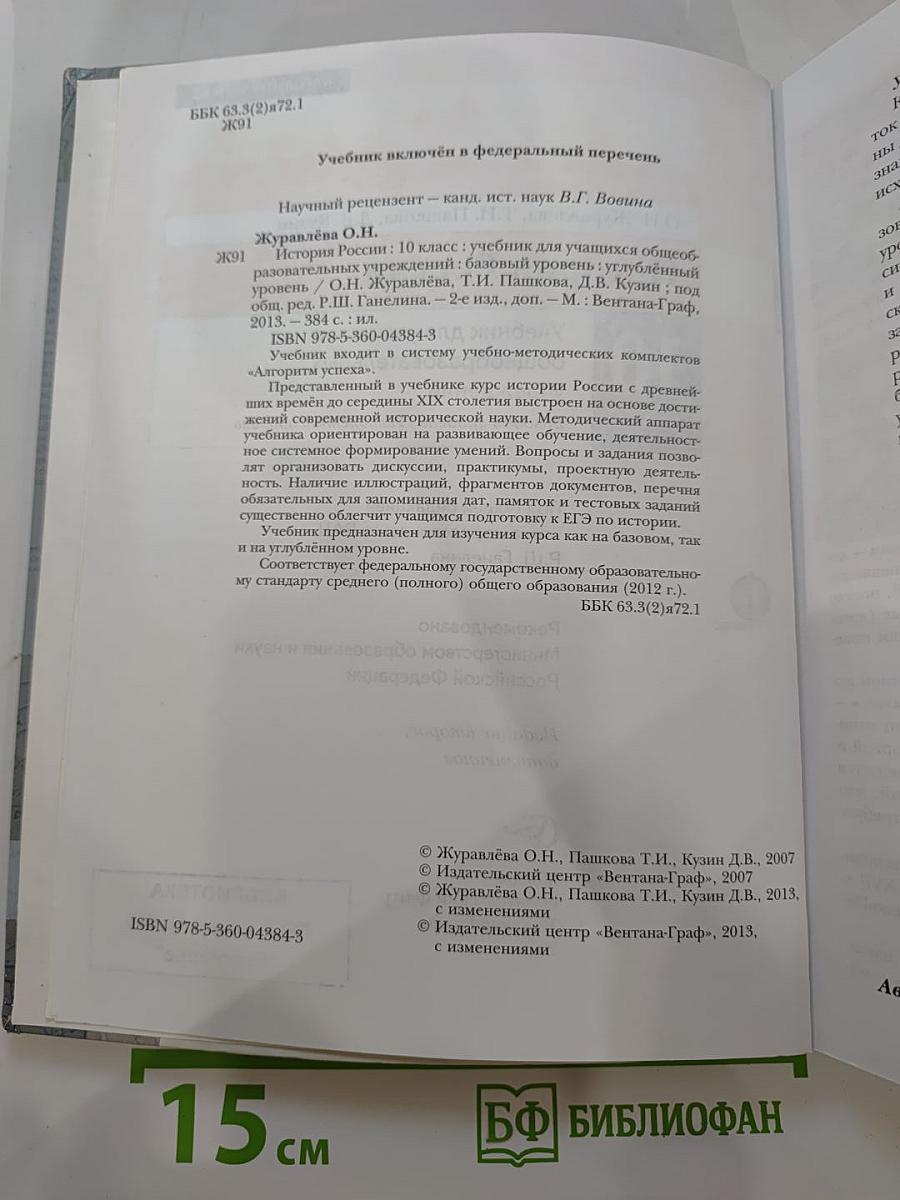 ББК 63.3(2)я72.1
Ж91
Учебник включён в федеральный перечень
Научный рецензент — канд. ист. наук В.Г. Вовина
Журавлёва О.Н.
Ж91 История России : 10 класс : учебник для учащихся общеоб-
разовательных учреждений : базовый уровень : углублённый
уровень / О.Н. Журавлёва, Т.И. Пашкова, Д.В. Кузин ; под
общ. ред. Р.Ш. Ганелина. — 2-е изд., доп. — М. : Вентана-Граф,
2013. — 384 с. : ил.
ISBN 978-5-360-04384-3
Учебник входит в систему учебно-методических комплектов
«Алгоритм успеха».
Представленный в учебнике курс истории России с древней-
ших времён до середины XIX столетия выстроен на основе дости-
жений современной исторической науки. Методический аппарат
учебника ориентирован на развивающее обучение, деятельност-
ное системное формирование умений. Вопросы и задания позво-
лят организовать дискуссии, практикумы, проектную деятель-
ность. Наличие иллюстраций, фрагментов документов, перечня
обязательных для запоминания дат, памяток и тестовых заданий
существенно облегчит учащимся подготовку к ЕГЭ по истории.
Учебник предназначен для изучения курса как на базовом, так
и на углублённом уровне.
Соответствует федеральному государственному образовательно-
му стандарту среднего (полного) общего образования (2012 г.).
ББК 63.3(2)я72.1
© Журавлёва О.Н., Пашкова Т.И., Кузин Д.В., 2007
© Издательский центр «Вентана-Граф», 2007
© Журавлёва О.Н., Пашкова Т.И., Кузин Д.В., 2013,
с изменениями
© Издательский центр «Вентана-Граф», 2013,
с изменениями
ISBN 978-5-360-04384-3
15 см
БФ БИБЛИОФАН